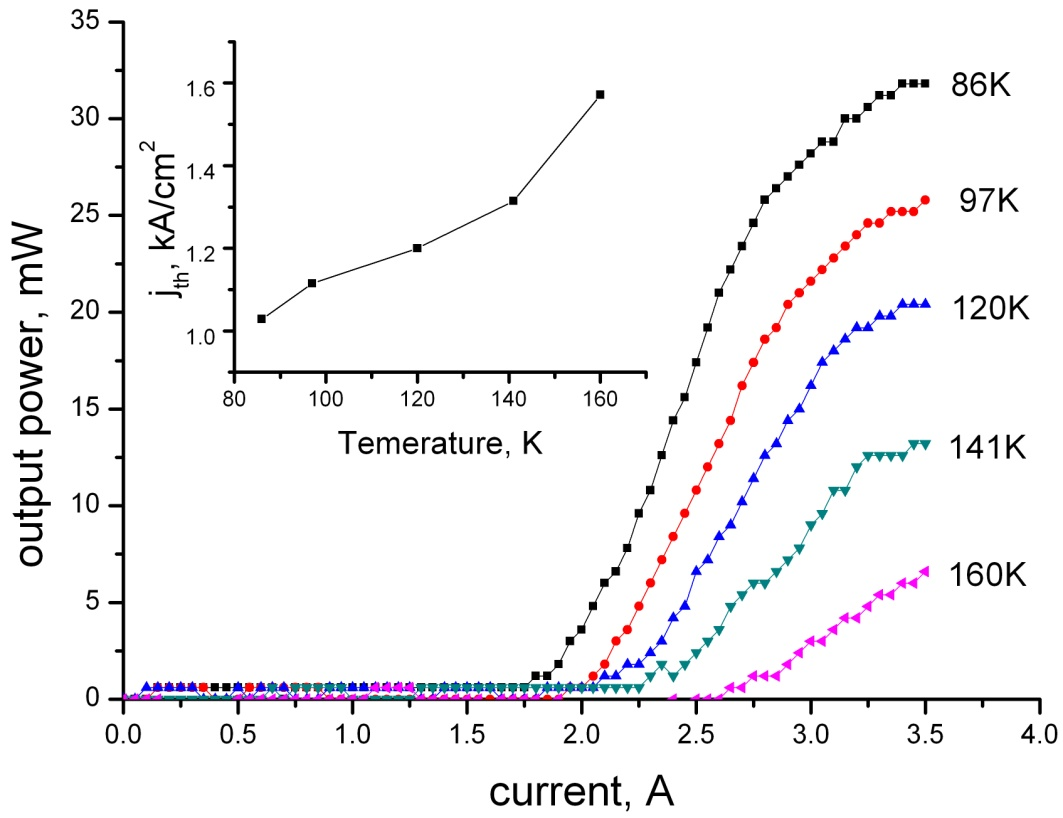 35
30
25
20
15
10
5
0
output power, mW
0.0 0.5 1.0 1.5 2.0 2.5 3.0 3.5 4.0
current, A
1.6
1.4
1.2
1.0
jth, kA/cm2
80 100 120 140 160
Temerature, K
86K
97K
120K
141K
160K